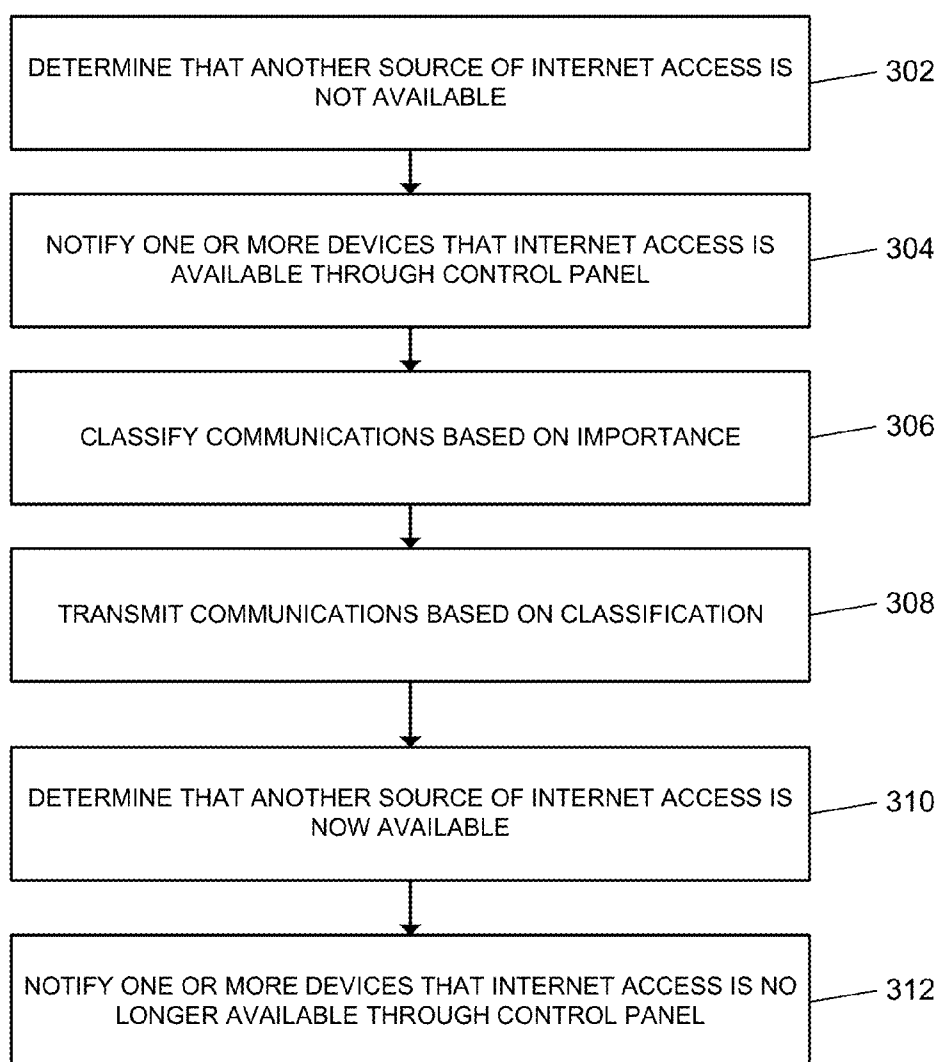 DETERMINE THAT ANOTHER SOURCE OF INTERNET ACCESS IS
NOT AVAILABLE
302
NOTIFY ONE OR MORE DEVICES THAT INTERNET ACCESS IS
AVAILABLE THROUGH CONTROL PANEL
304
CLASSIFY COMMUNICATIONS BASED ON IMPORTANCE
306
TRANSMIT COMMUNICATIONS BASED ON CLASSIFICATION
308
DETERMINE THAT ANOTHER SOURCE OF INTERNET ACCESS IS
NOW AVAILABLE
310
NOTIFY ONE OR MORE DEVICES THAT INTERNET ACCESS IS NO
LONGER AVAILABLE THROUGH CONTROL PANEL
312